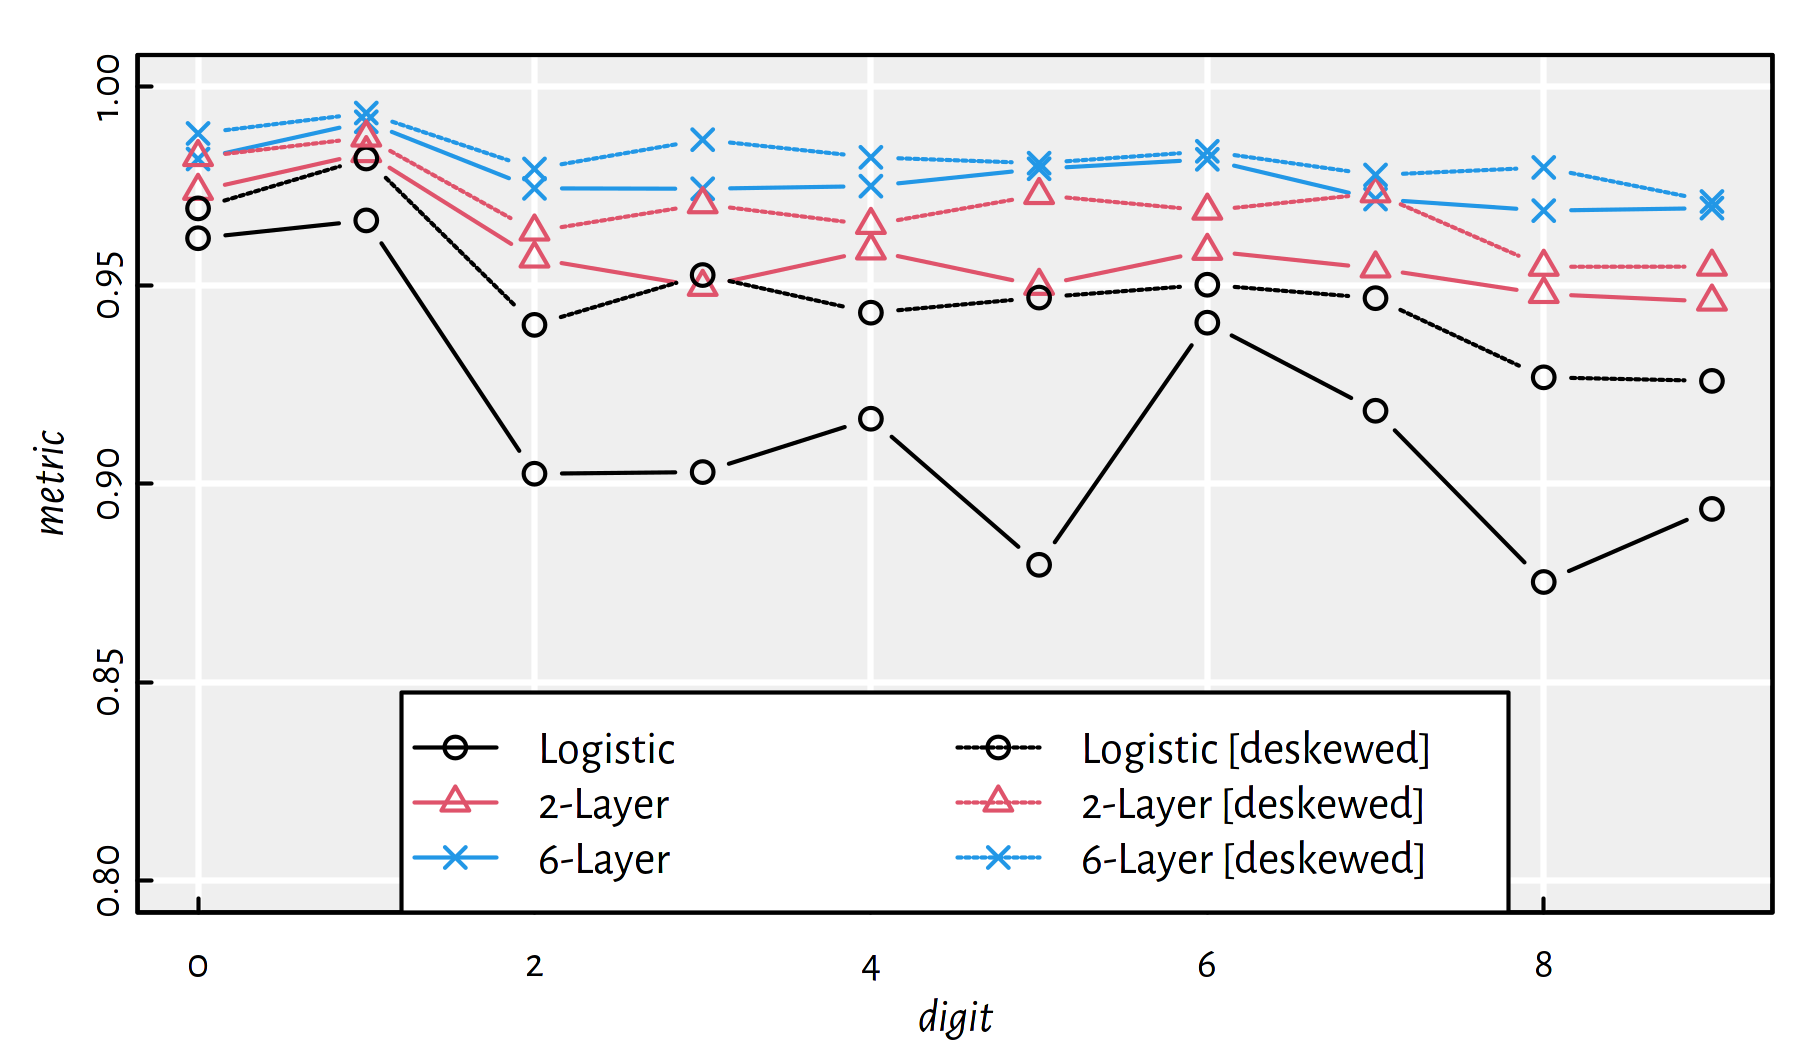 1.00
0.95
0.90
0.85
0.80
metric
Logistic
2-Layer
6-Layer
Logistic [deskewed]
2-Layer [deskewed]
6-Layer [deskewed]
0 2 4 6 8
digit